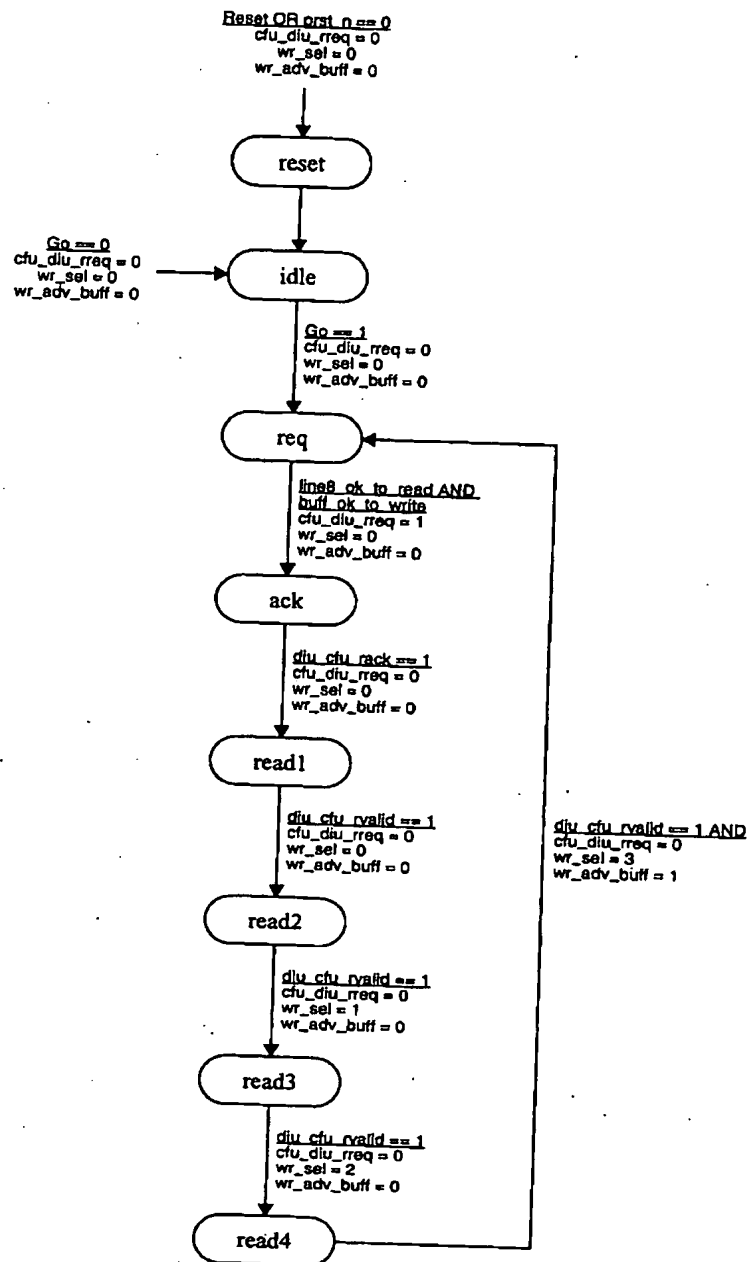 Reset OR prst_n == 0
cfu_diu_rreq = 0
wr_sel = 0
wr_adv_buff = 0
reset
Go == 0
cfu_diu_rreq = 0
wr_sel = 0
wr_adv_buff = 0
idle
Go == 1
cfu_diu_rreq = 0
wr_sel = 0
wr_adv_buff = 0
req
line8_ok_to_read AND
buff_ok_to_write
cfu_diu_rreq = 1
wr_sel = 0
wr_adv_buff = 0
ack
diu_cfu_rack == 1
cfu_diu_rreq = 0
wr_sel = 0
wr_adv_buff = 0
read1
diu_cfu_rvalid == 1
cfu_diu_rreq = 0
wr_sel = 0
wr_adv_buff = 0
diu_cfu_rvalid == 1 AND
cfu_diu_rreq = 0
wr_sel = 3
wr_adv_buff = 1
read2
diu_cfu_rvalid == 1
cfu_diu_rreq = 0
wr_sel = 1
wr_adv_buff = 0
read3
diu_cfu_rvalid == 1
cfu_diu_rreq = 0
wr_sel = 2
wr_adv_buff = 0
read4